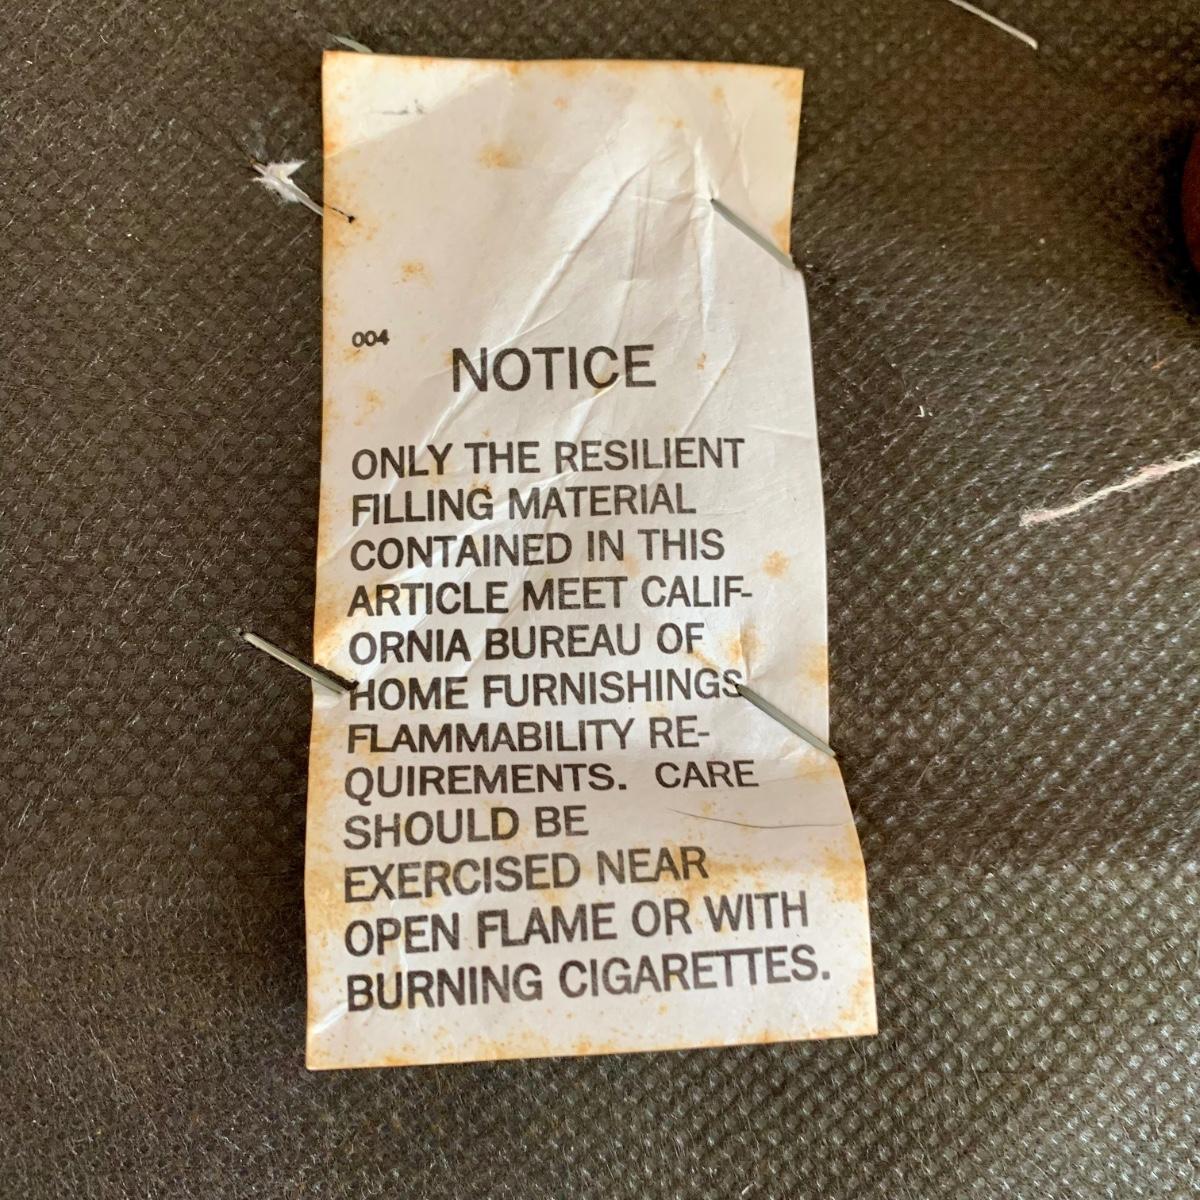 004
NOTICE
ONLY THE RESILIENT
FILLING MATERIAL
CONTAINED IN THIS
ARTICLE MEET CALIF-
ORNIA BUREAU OF
HOME FURNISHINGS
FLAMMABILITY RE-
QUIREMENTS. CARE
SHOULD BE
EXERCISED NEAR
OPEN FLAME OR WITH
BURNING CIGARETTES.